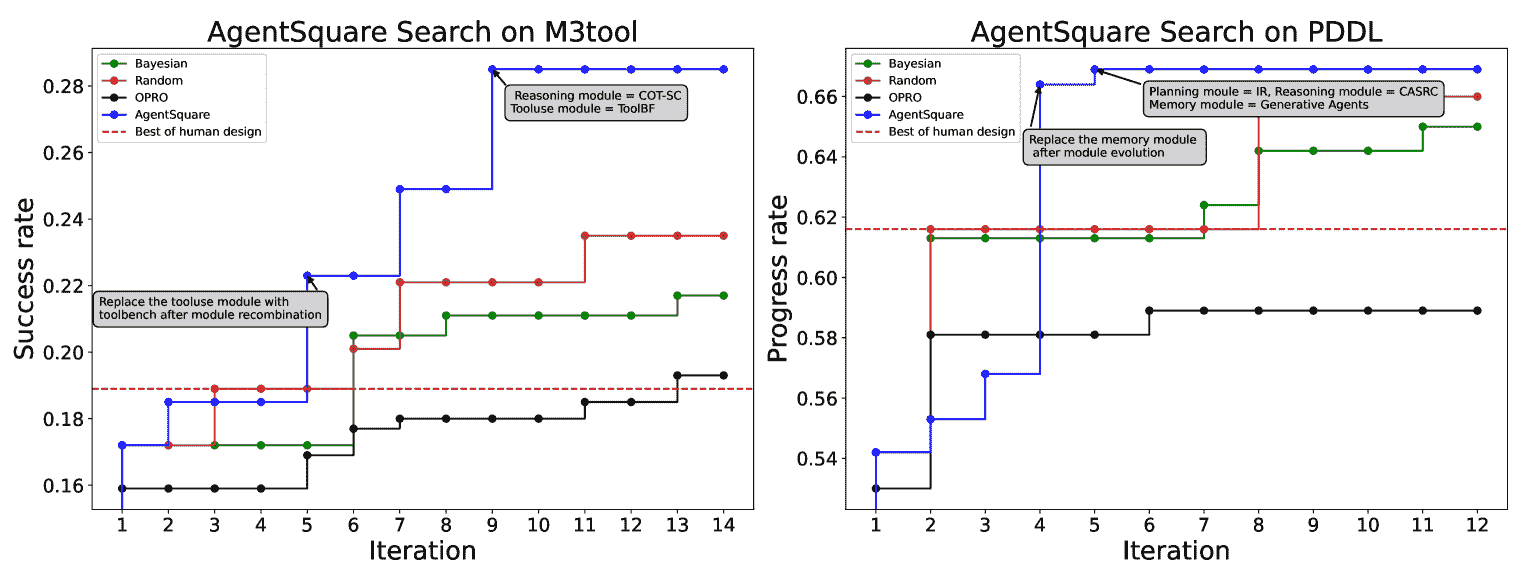 AgentSquare Search on M3tool
Bayesian
Random
OPRO
AgentSquare
Best of human design
Reasoning module = COT-SC
Tooluse module = ToolBF
Replace the tooluse module with
toolbench after module recombination
Success rate
0.28
0.26
0.24
0.22
0.20
0.18
0.16
1 2 3 4 5 6 7 8 9 10 11 12 13 14
Iteration
AgentSquare Search on PDDL
Bayesian
Random
OPRO
AgentSquare
Best of human design
Planning moule = IR, Reasoning module = CASRC
Memory module = Generative Agents
Replace the memory module
after module evolution
Progress rate
0.66
0.64
0.62
0.60
0.58
0.56
0.54
1 2 3 4 5 6 7 8 9 10 11 12
Iteration